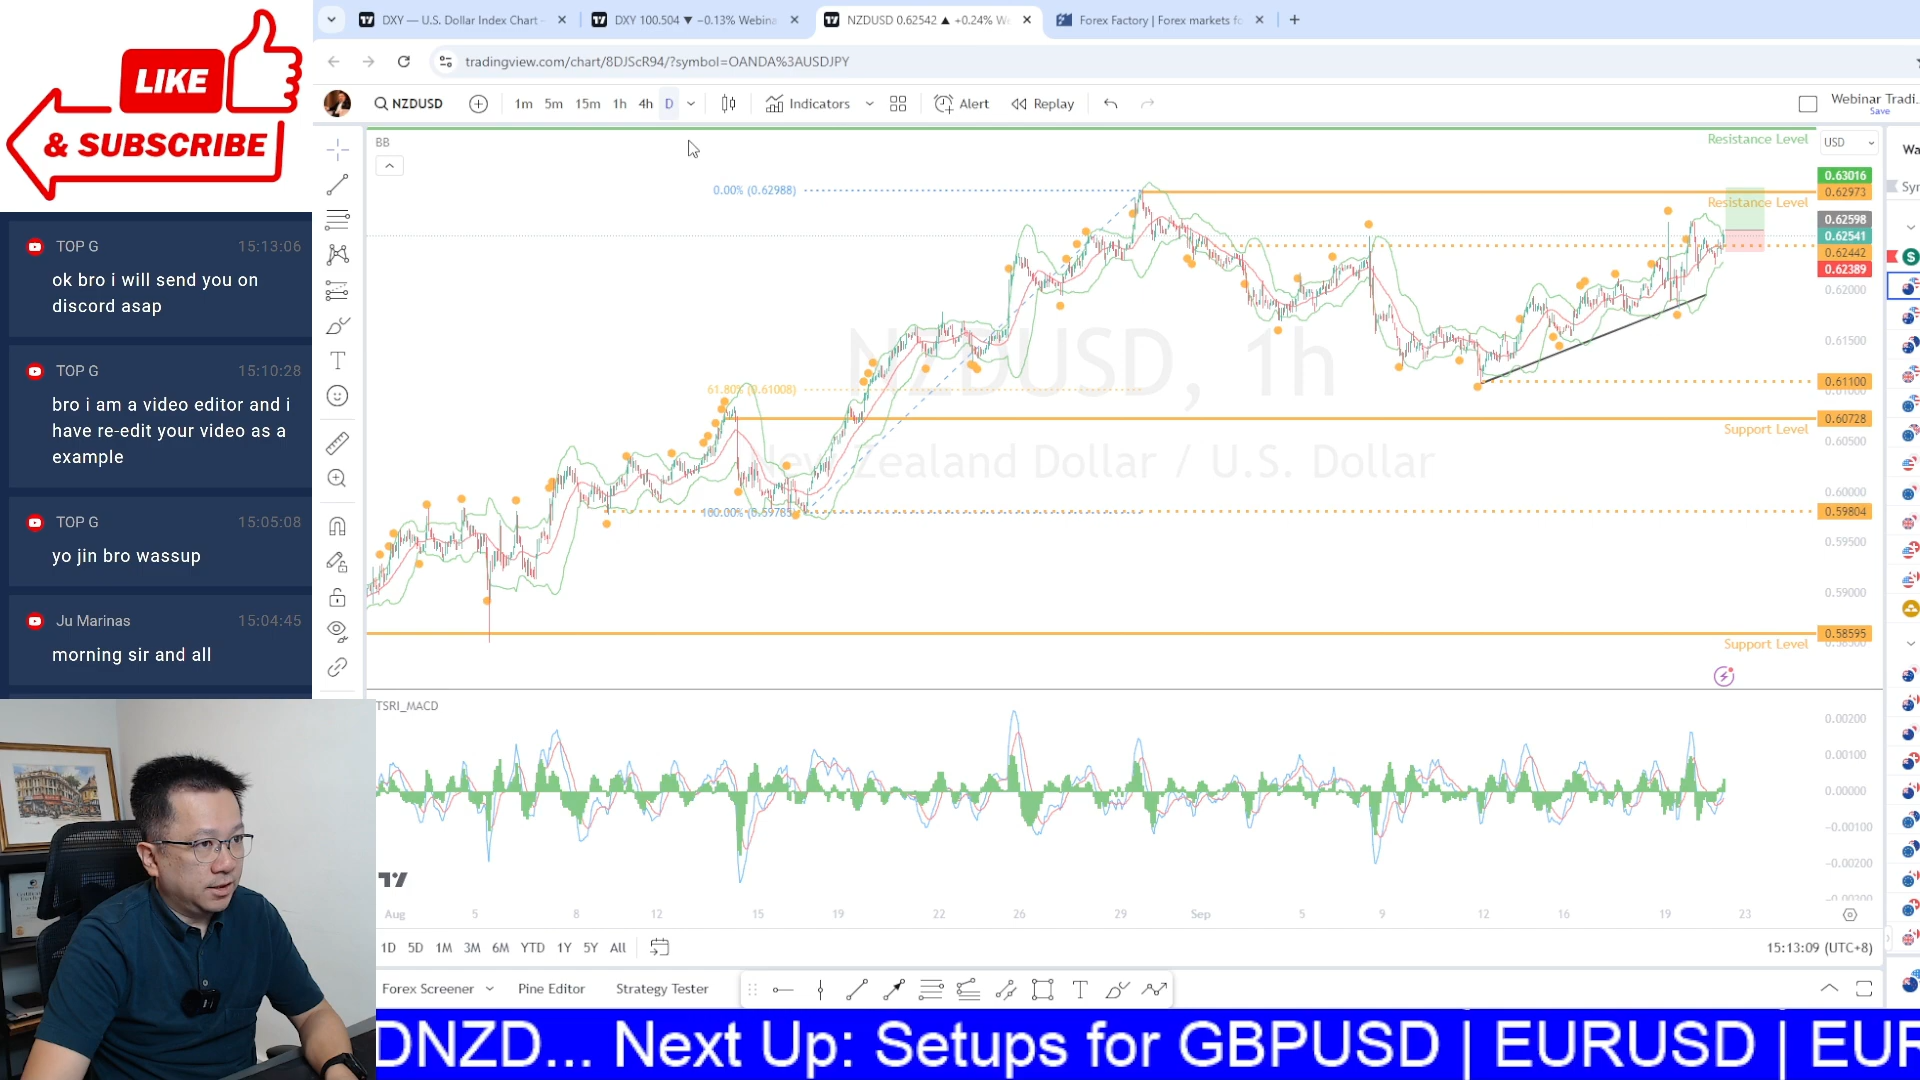 LIKE
& SUBSCRIBE
DXY — U.S. Dollar Index Chart
DXY 100.504 ▼ −0.13% Webina
NZDUSD 0.62542 ▲ +0.24% W
Forex Factory | Forex markets fo
tradingview.com/chart/8DJScR94/?symbol=OANDA%3AUSDJPY
NZDUSD
1m 5m 15m 1h 4h D
Indicators
Alert
Replay
Webinar Tradi...
Save
TOP G 15:13:06
ok bro i will send you on
discord asap
TOP G 15:10:28
bro i am a video editor and i
have re-edit your video as a
example
TOP G 15:05:08
yo jin bro wassup
Ju Marinas 15:04:45
morning sir and all
BB
Resistance Level
USD
0.00% (0.62988)
Resistance Level
61.80% (0.61008)
100.00% (0.59785)
NZDUSD, 1h
New Zealand Dollar / U.S. Dollar
Support Level
Support Level
0.63016
0.62973
0.62598
0.62541
0.62442
0.62389
0.62000
0.61500
0.61100
0.61000
0.60728
0.60500
0.60000
0.59804
0.59500
0.59000
0.58595
Wa
Syn
TSRI_MACD
0.00200
0.00100
0.00000
−0.00100
−0.00200
Aug 5 8 12 15 19 22 26 29 Sep 5 9 12 16 19 23
1D 5D 1M 3M 6M YTD 1Y 5Y All
15:13:09 (UTC+8)
Forex Screener
Pine Editor
Strategy Tester
DNZD... Next Up: Setups for GBPUSD | EURUSD | EUR